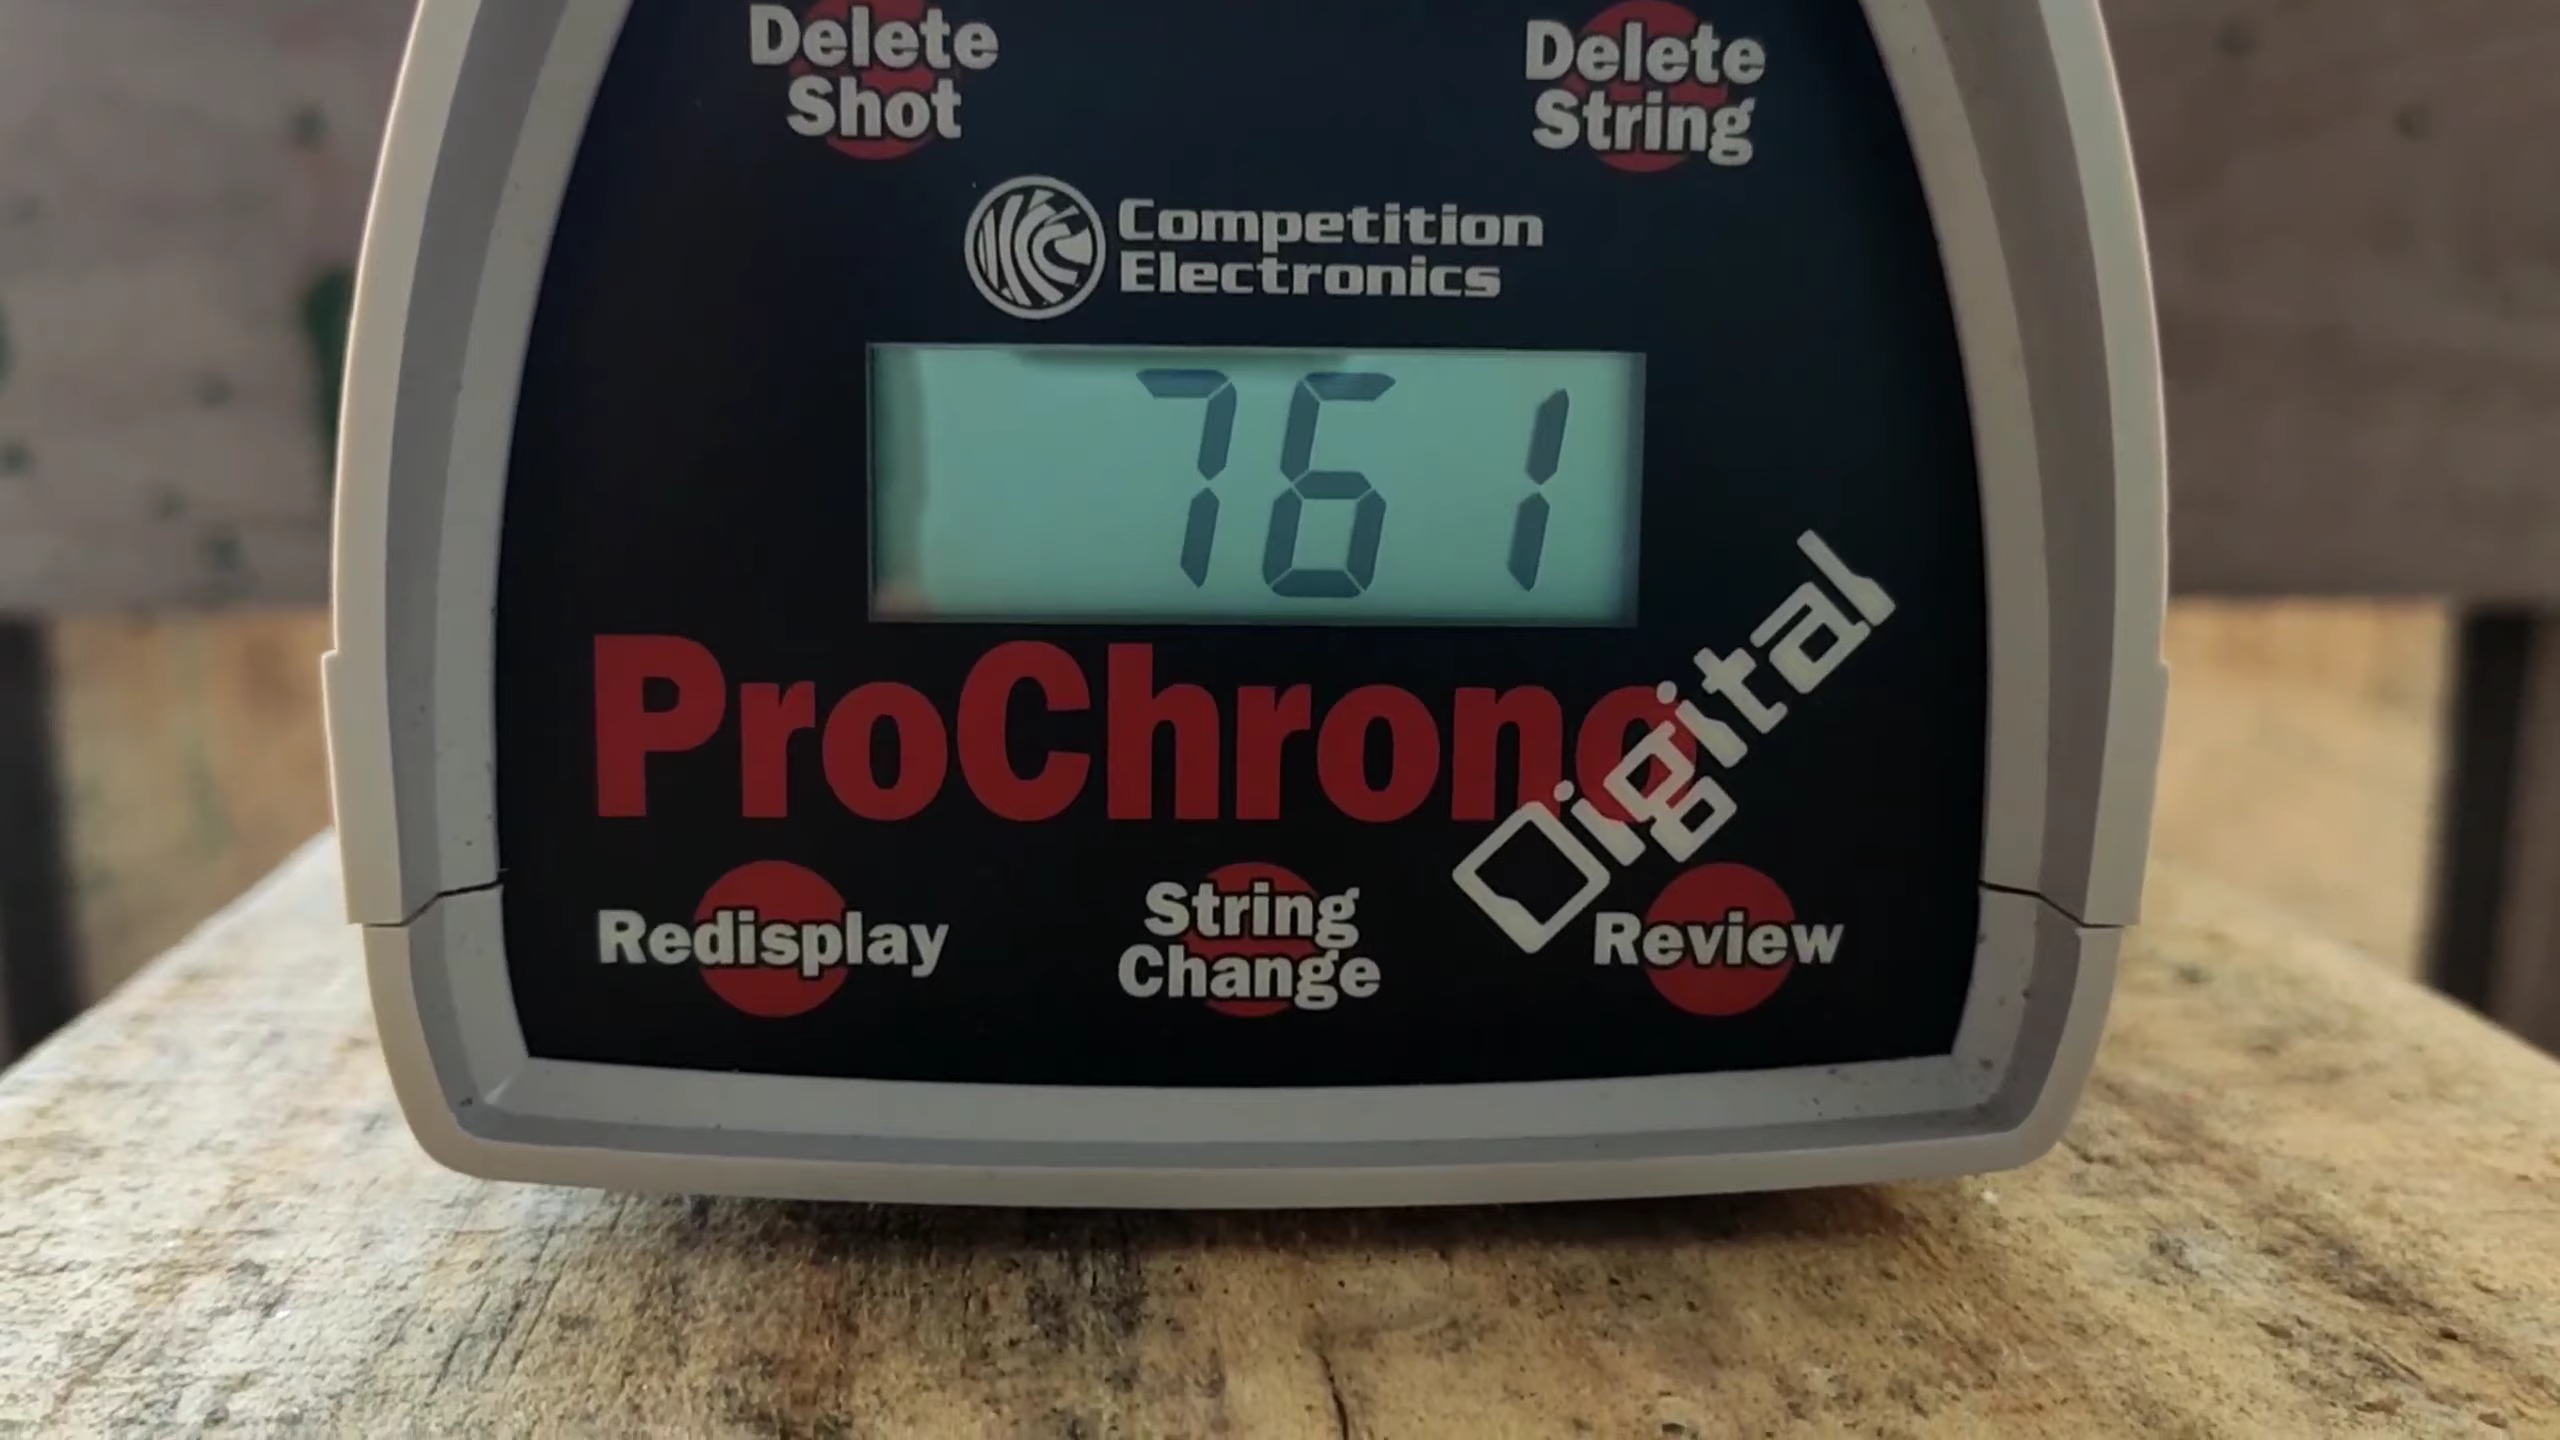 Delete
Shot
Delete
String
Competition
Electronics
761
ProChrono
Digital
Redisplay
String
Change
Review